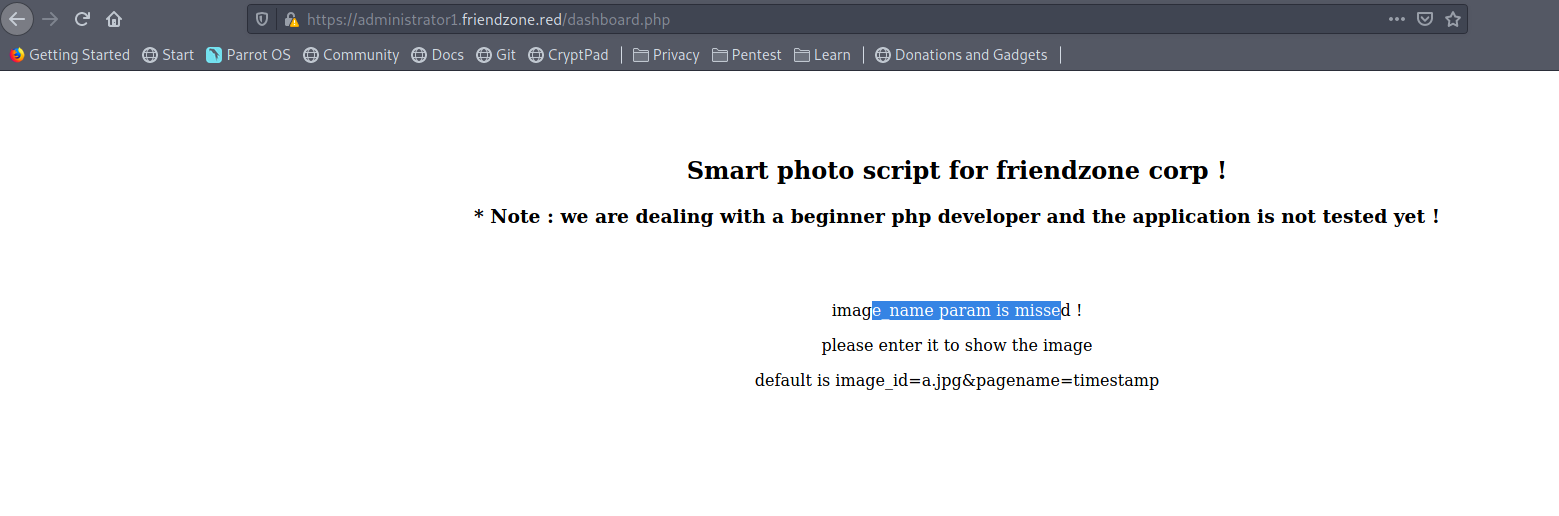 https://administrator1.friendzone.red/dashboard.php
Getting Started Start Parrot OS Community Docs Git CryptPad Privacy Pentest Learn Donations and Gadgets
Smart photo script for friendzone corp !
* Note : we are dealing with a beginner php developer and the application is not tested yet !
image_name param is missed !
please enter it to show the image
default is image_id=a.jpg&pagename=timestamp